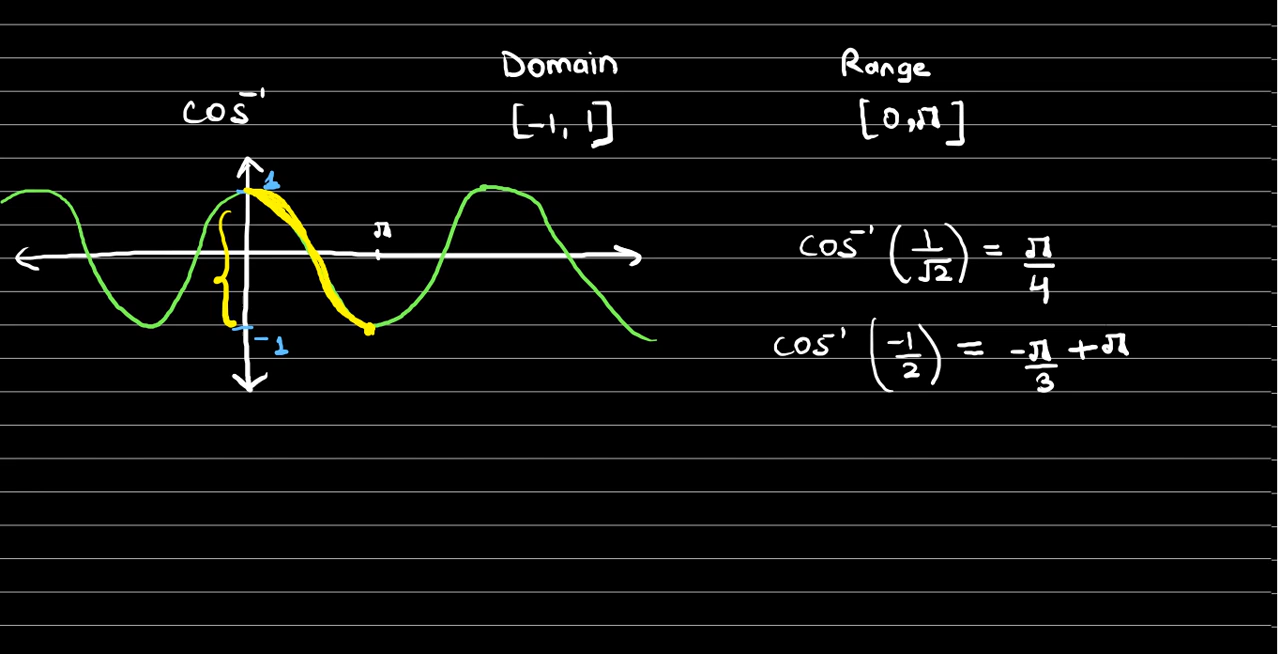 Domain Range
cos⁻¹ [-1, 1] [0, π]
1
π
-1
cos⁻¹ (1/√2) = π/4
cos⁻¹ (-1/2) = -π/3 + π